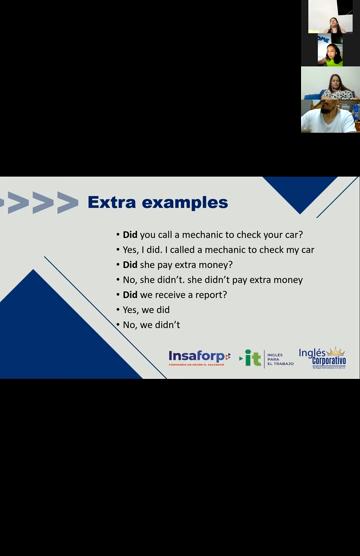 Extra examples
• Did you call a mechanic to check your car?
• Yes, I did. I called a mechanic to check my car
• Did she pay extra money?
• No, she didn't. she didn't pay extra money
• Did we receive a report?
• Yes, we did
• No, we didn't
Insaforp
it
INGLÉS
PARA
EL TRABAJO
Inglés
Corporativo